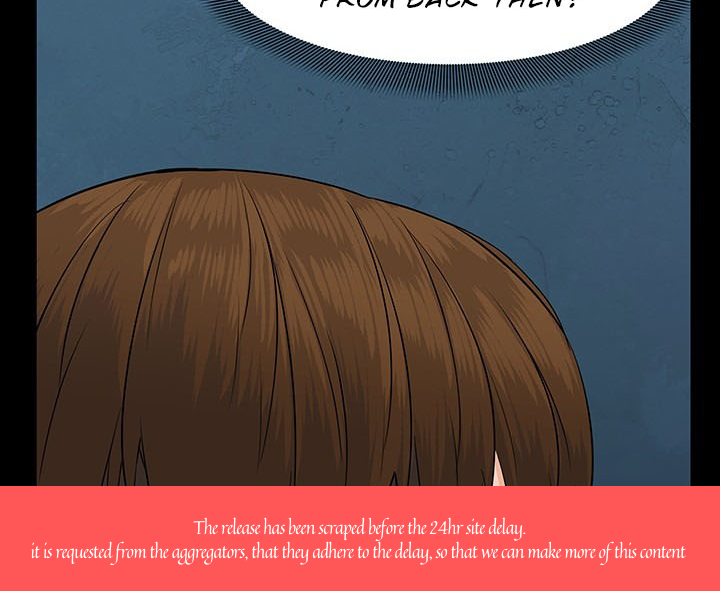 FROM BACK THEN?
The release has been scraped before the 24hr site delay.
it is requested from the aggregators, that they adhere to the delay, so that we can make more of this content